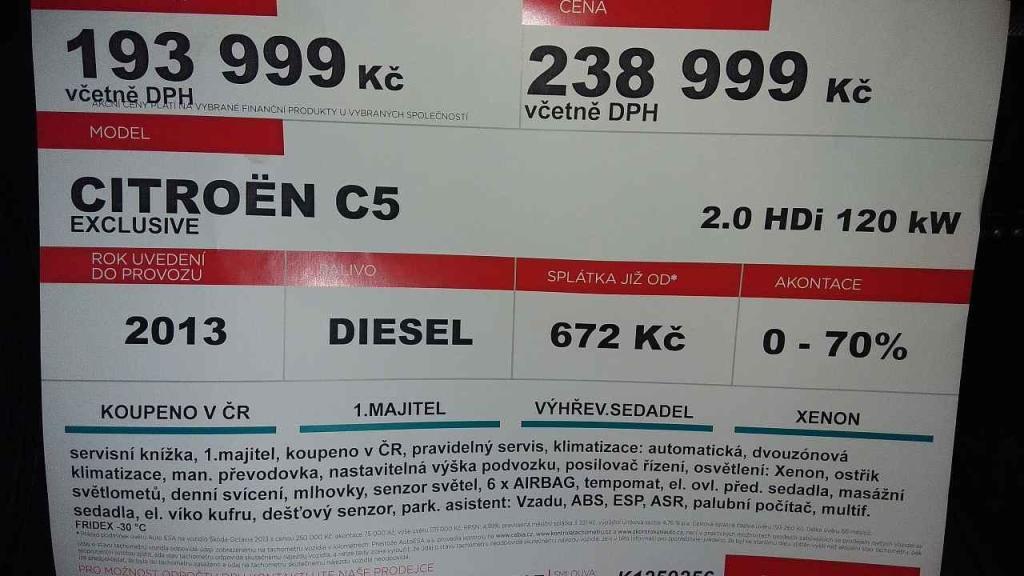 CENA
193 999 Kč
včetně DPH
238 999 Kč
včetně DPH
AKČNÍ CENY PLATÍ NA VYBRANÉ FINANČNÍ PRODUKTY U VYBRANÝCH SPOLEČNOSTÍ
MODEL
CITROËN C5
EXCLUSIVE
2.0 HDi 120 kW
ROK UVEDENÍ
DO PROVOZU
PALIVO
SPLÁTKA JIŽ OD*
AKONTACE
2013
DIESEL
672 Kč
0 - 70%
KOUPENO V ČR
1.MAJITEL
VÝHŘEV.SEDADEL
XENON
servisní knížka, 1.majitel, koupeno v ČR, pravidelný servis, klimatizace: automatická, dvouzónová
klimatizace, man. převodovka, nastavitelná výška podvozku, posilovač řízení, osvětlení: Xenon, ostřik
světlometů, denní svícení, mlhovky, senzor světel, 6 x AIRBAG, tempomat, el. ovl. před. sedadla, masážní
sedadla, el. víko kufru, dešťový senzor, park. asistent: Vzadu, ABS, ESP, ASR, palubní počítač, multif.
FRIDEX -30 °C